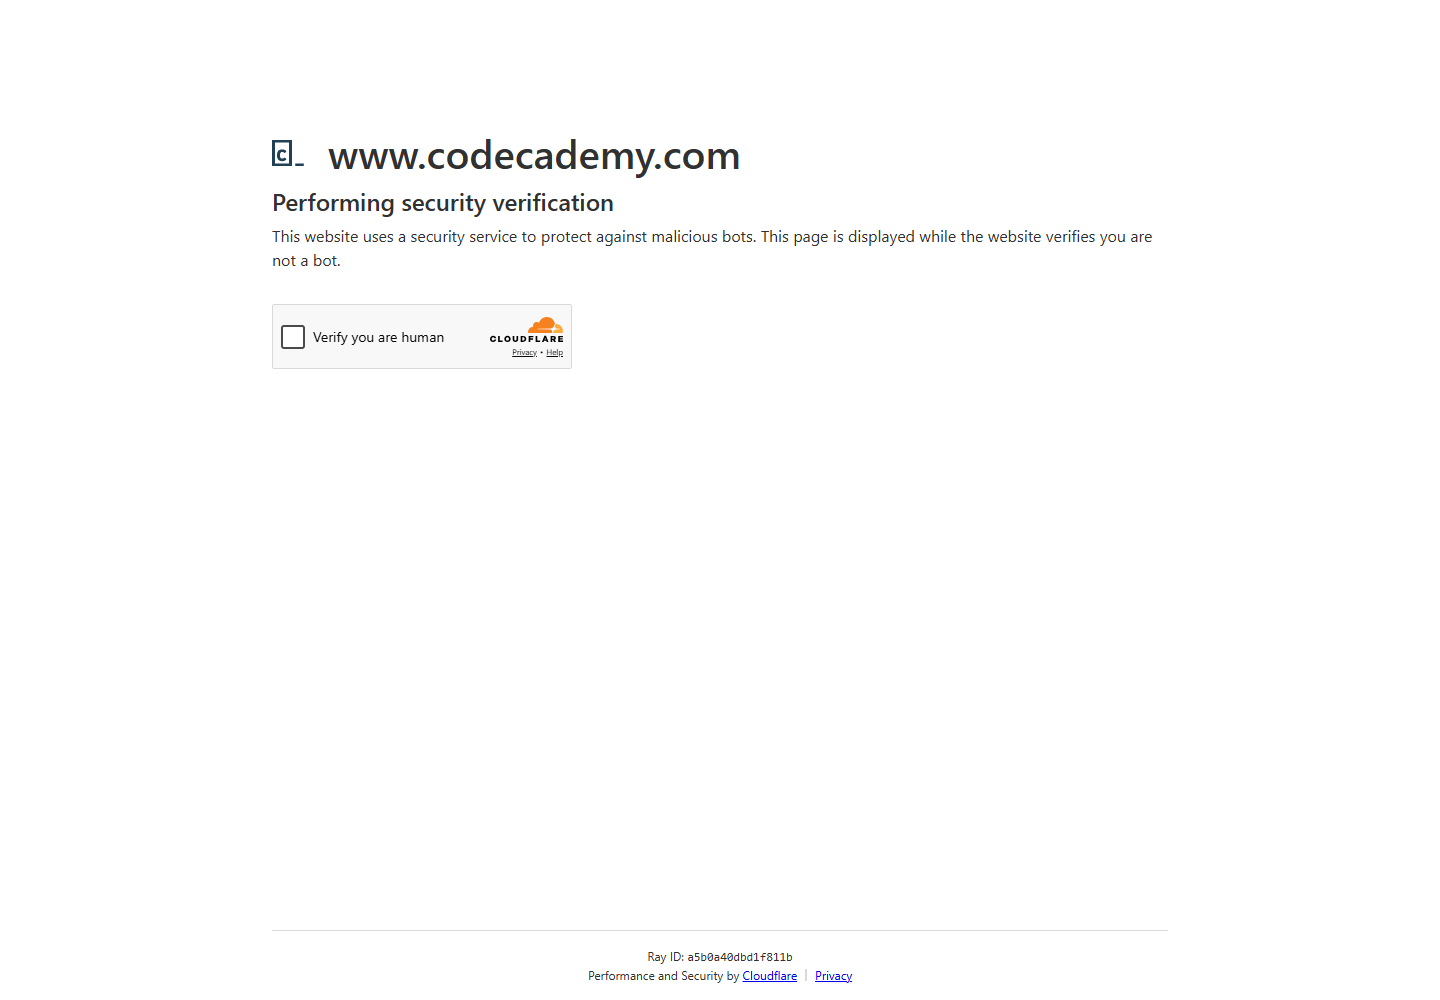 www.codecademy.com
Performing security verification
This website uses a security service to protect against malicious bots. This page is displayed while the website verifies you are
not a bot.
Verify you are human
CLOUDFLARE
Privacy • Help
Ray ID: a5b0a40dbd1f811b
Performance and Security by Cloudflare | Privacy